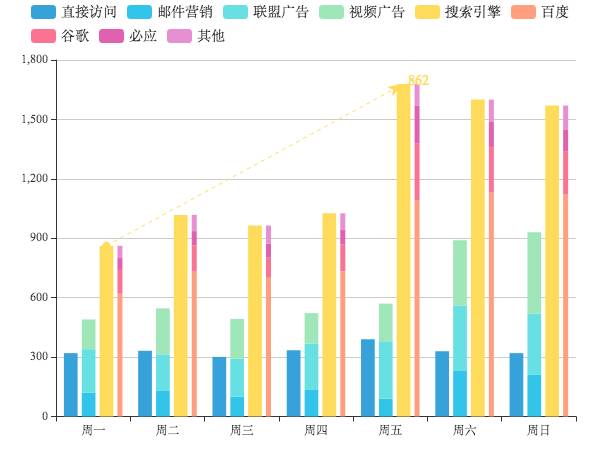 直接访问 邮件营销 联盟广告 视频广告 搜索引擎 百度
谷歌 必应 其他
1,800
862
1,500
1,200
900
600
300
0
周一 周二 周三 周四 周五 周六 周日